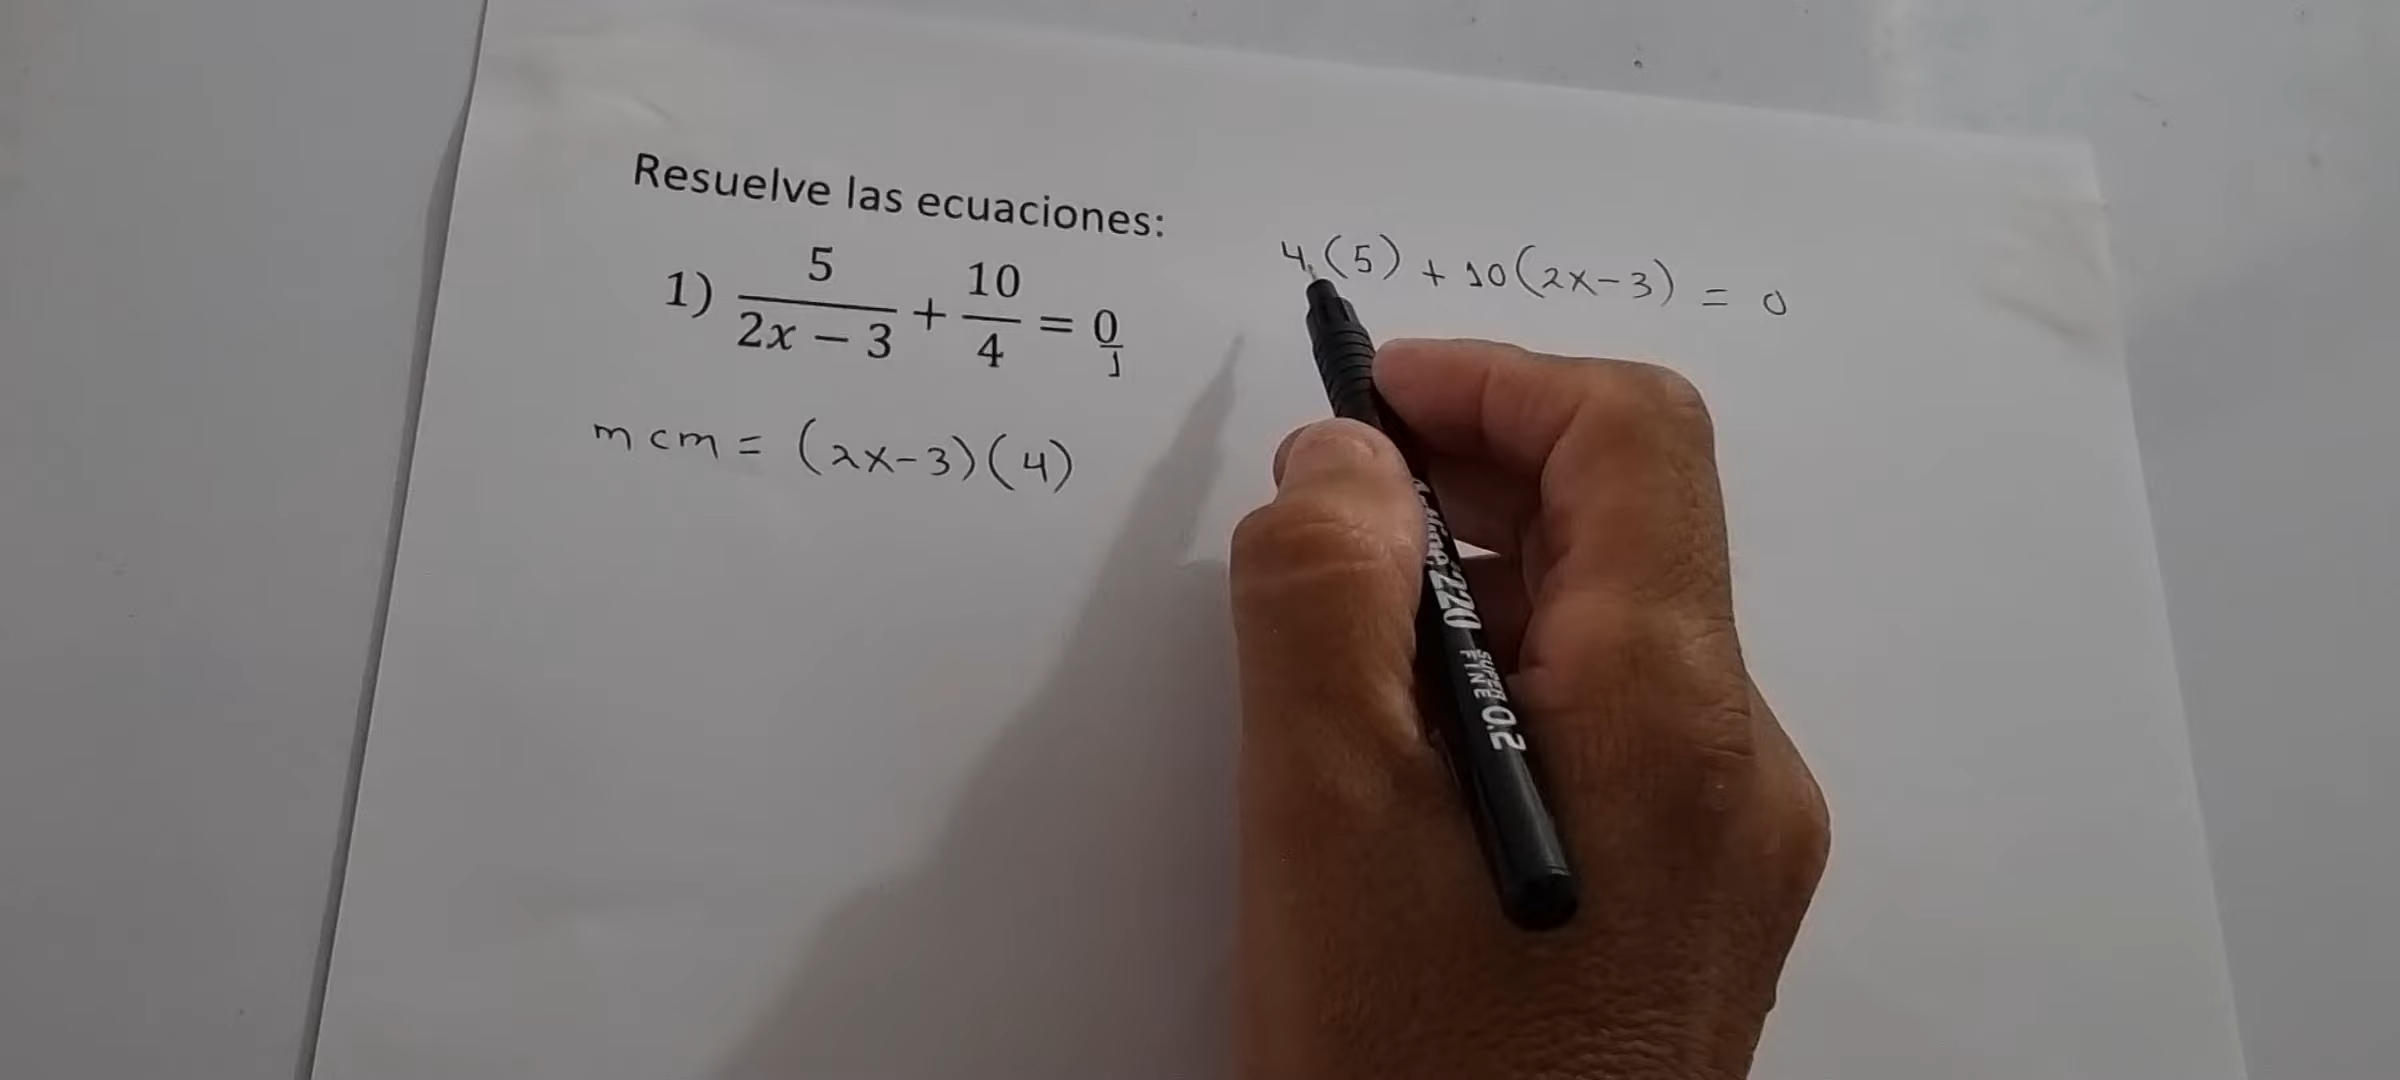 Resuelve las ecuaciones:
1) 5/(2x − 3) + 10/4 = 0/1
mcm = (2x-3)(4)
4.(5) + 10(2x-3) = 0
220 SUPER FINE 0.2